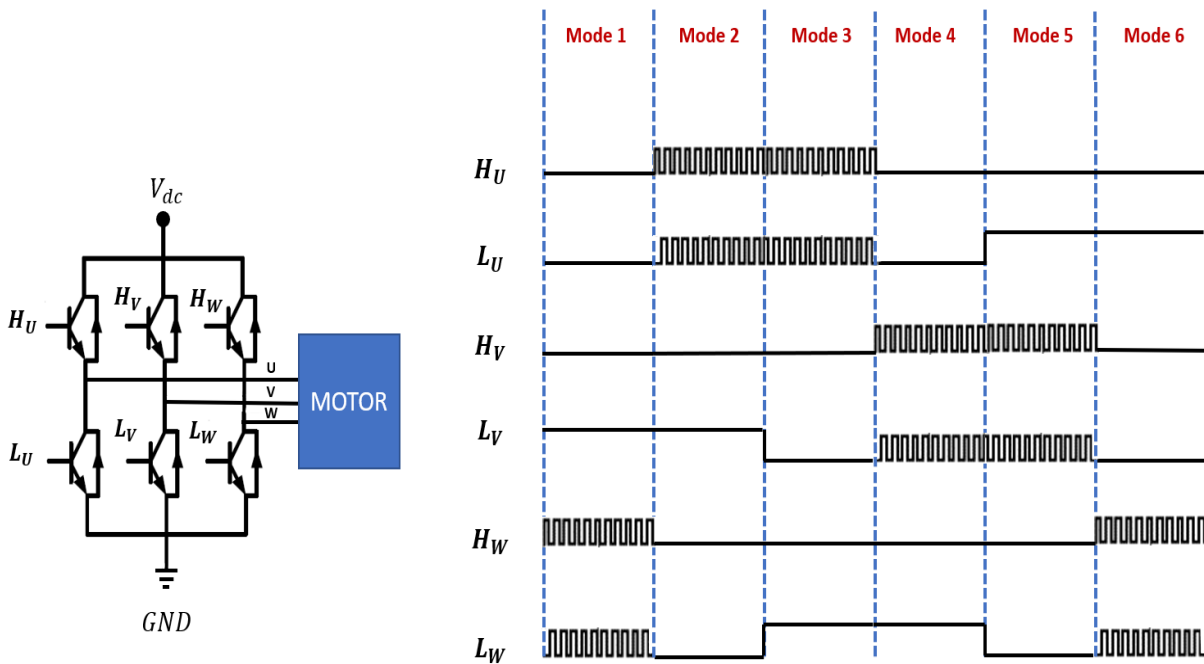 Mode 1 Mode 2 Mode 3 Mode 4 Mode 5 Mode 6
V_dc
H_U
H_V
H_W
L_U
L_V
L_W
U
V
W
MOTOR
GND
H_U
L_U
H_V
L_V
H_W
L_W